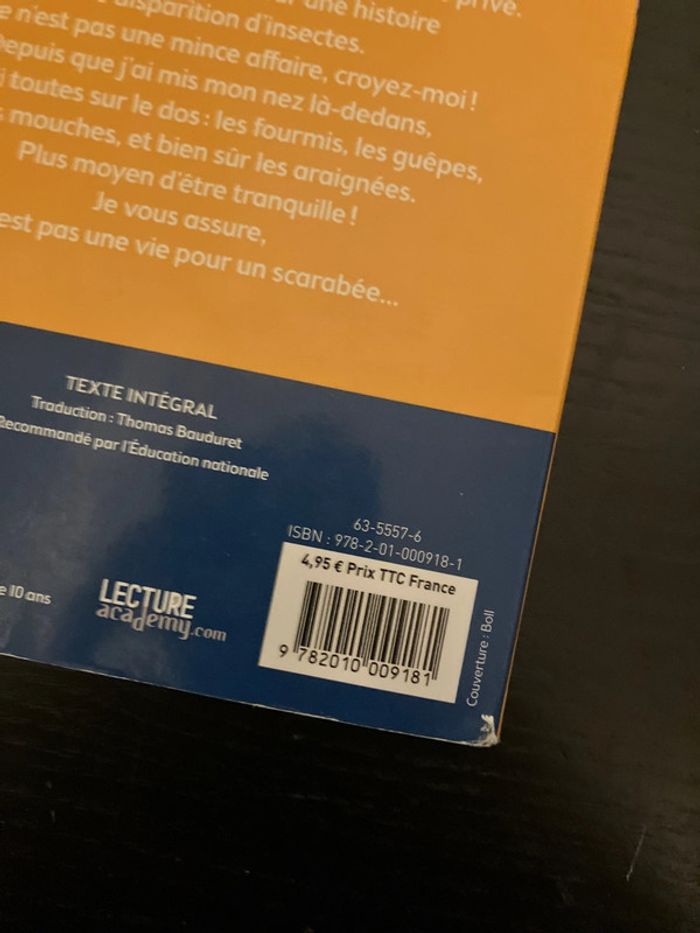 privé.
une histoire
disparition d'insectes.
n'est pas une mince affaire, croyez-moi !
Depuis que j'ai mis mon nez là-dedans,
toutes sur le dos : les fourmis, les guêpes,
mouches, et bien sûr les araignées.
Plus moyen d'être tranquille !
Je vous assure,
est pas une vie pour un scarabée...
TEXTE INTÉGRAL
Traduction : Thomas Bauduret
Recommandé par l'Éducation nationale
63-5557-6
ISBN : 978-2-01-000918-1
4,95 € Prix TTC France
9 782010 009181
10 ans
LECTURE
academy.com
Couverture : Boll